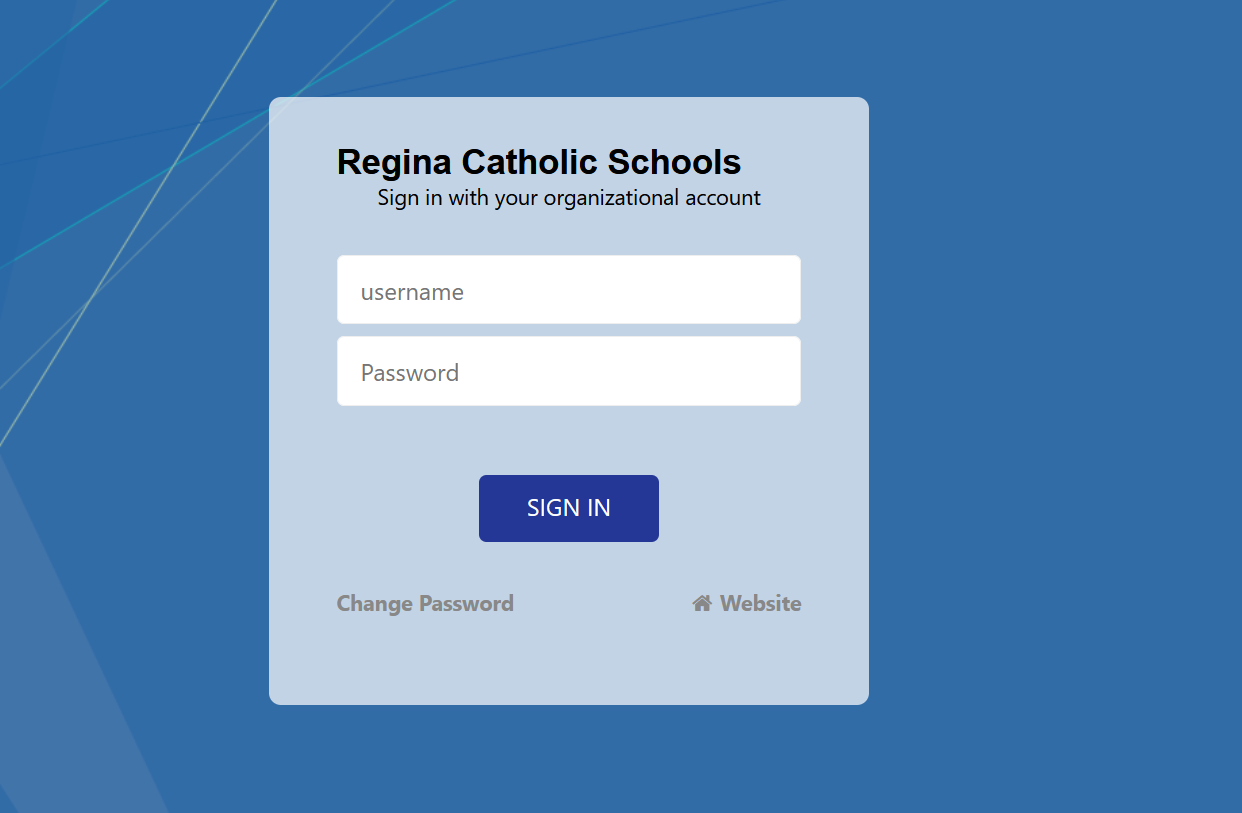 Regina Catholic Schools
Sign in with your organizational account
username
Password
SIGN IN
Change Password Website